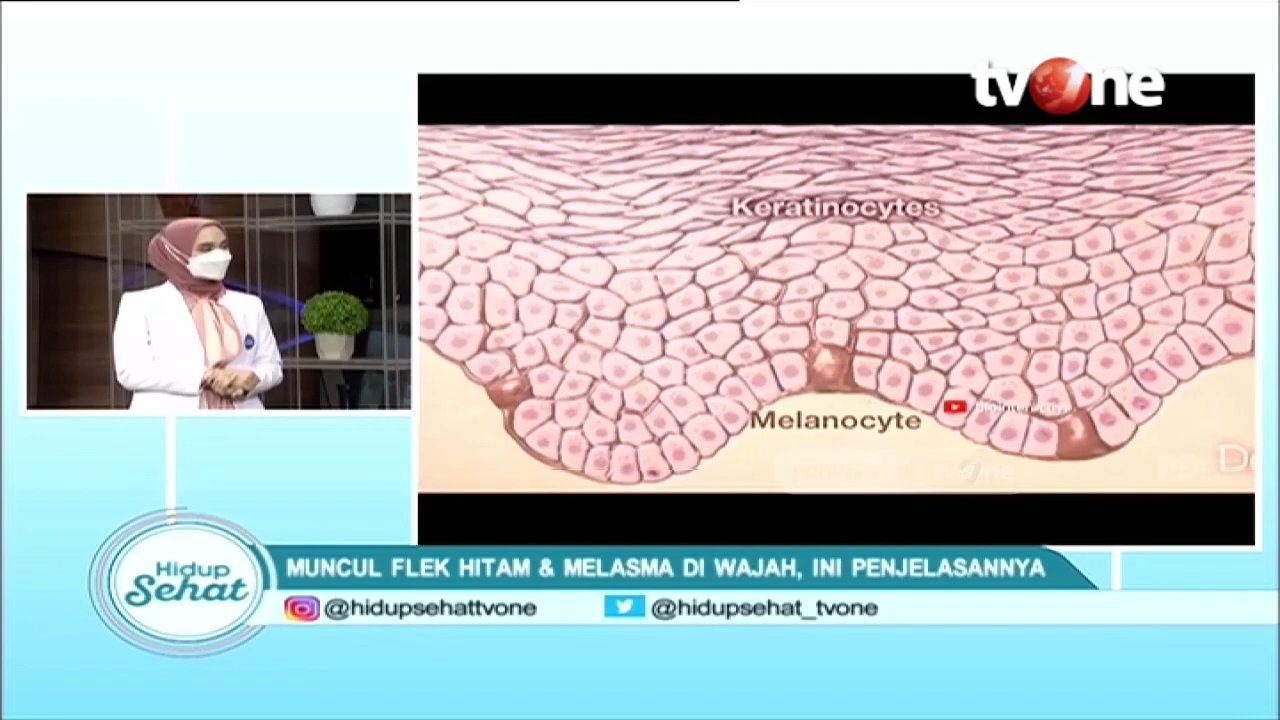 tvOne
Keratinocytes
Melanocyte
Hidup
Sehat
MUNCUL FLEK HITAM & MELASMA DI WAJAH, INI PENJELASANNYA
@hidupsehattvone
@hidupsehat_tvone